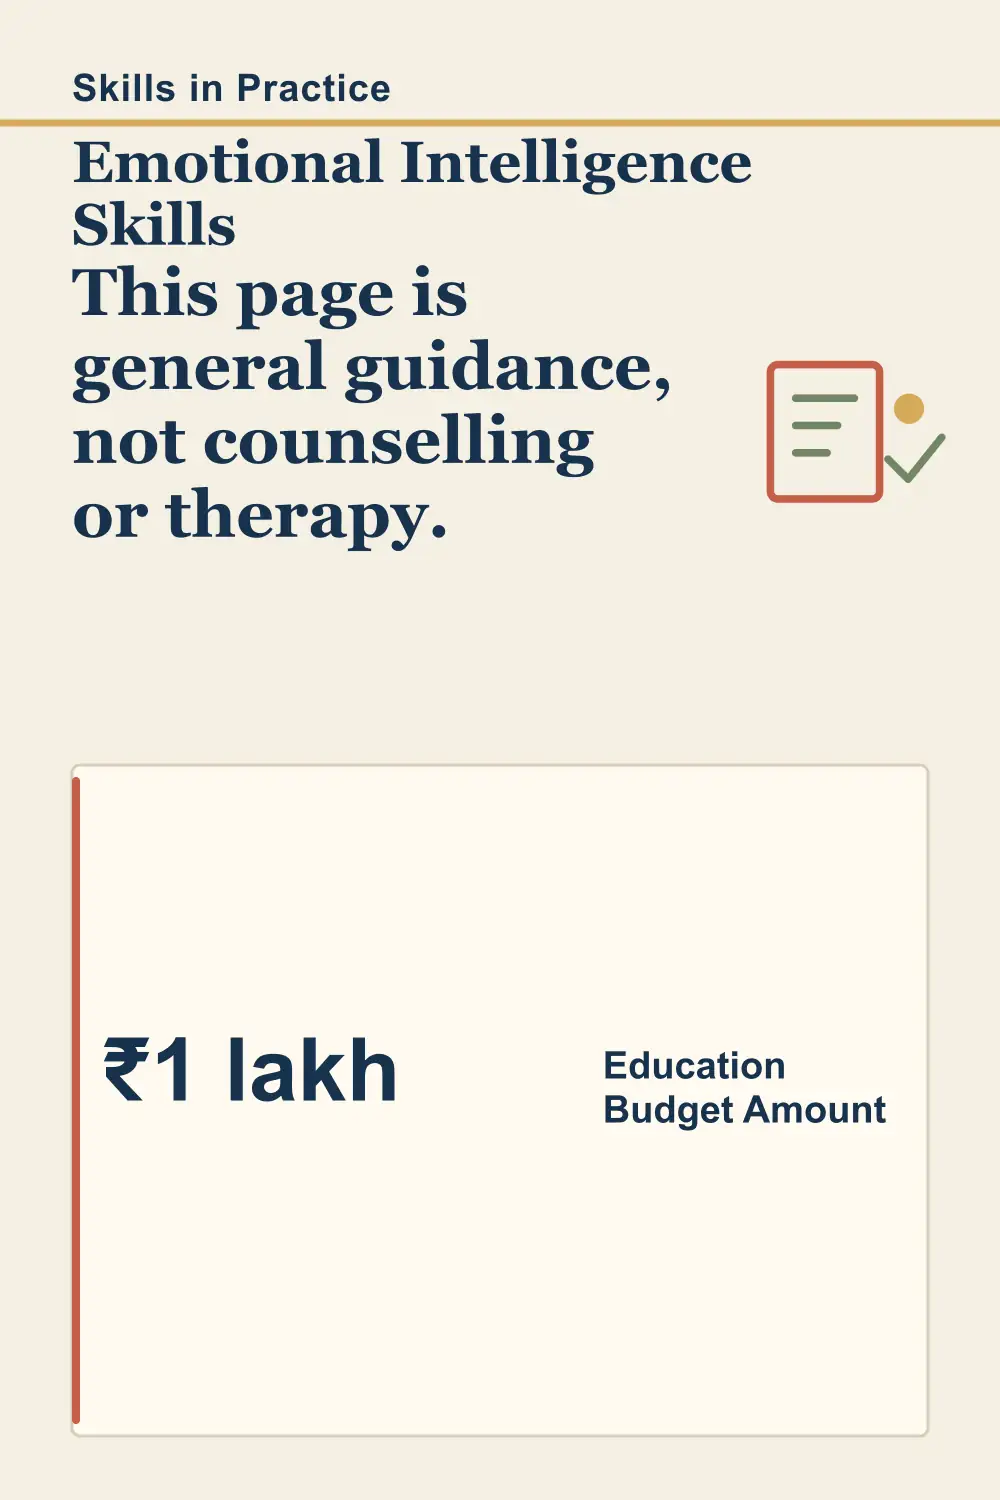 Skills in Practice
Emotional Intelligence
Skills
This page is
general guidance,
not counselling
or therapy.
₹1 lakh
Education
Budget Amount